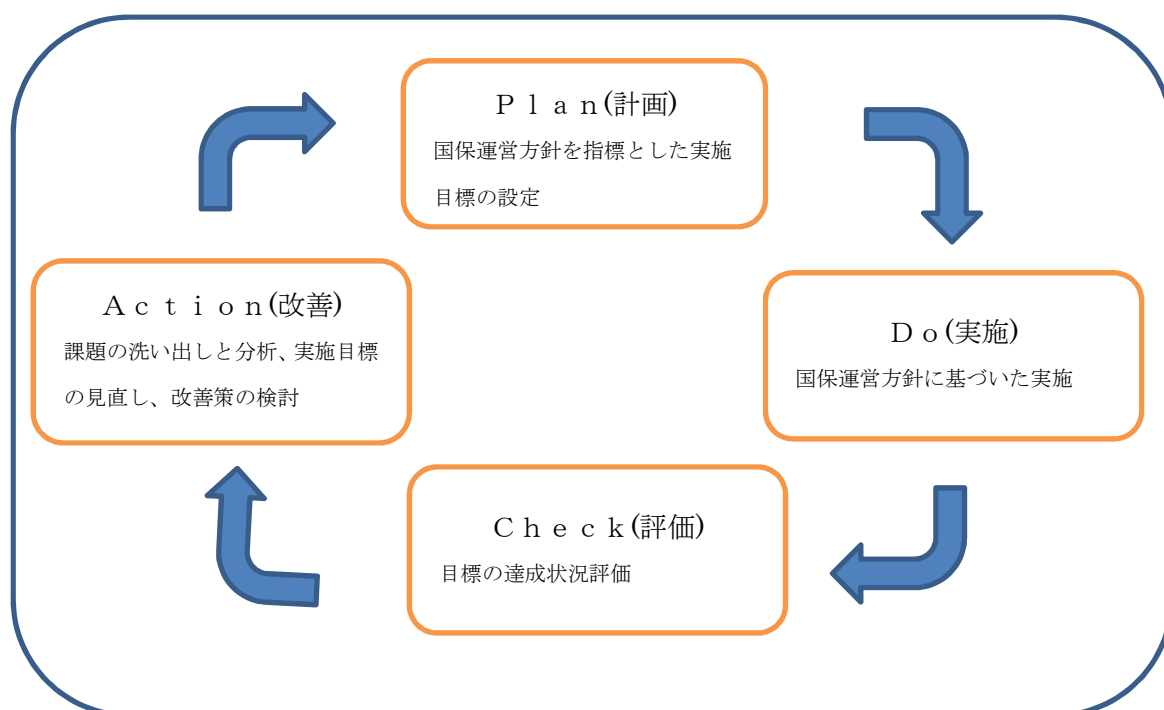 Ｐｌａｎ(計画)
国保運営方針を指標とした実施
目標の設定
Ａｃｔｉｏｎ(改善)
課題の洗い出しと分析、実施目標
の見直し、改善策の検討
Ｄｏ(実施)
国保運営方針に基づいた実施
Ｃｈｅｃｋ(評価)
目標の達成状況評価